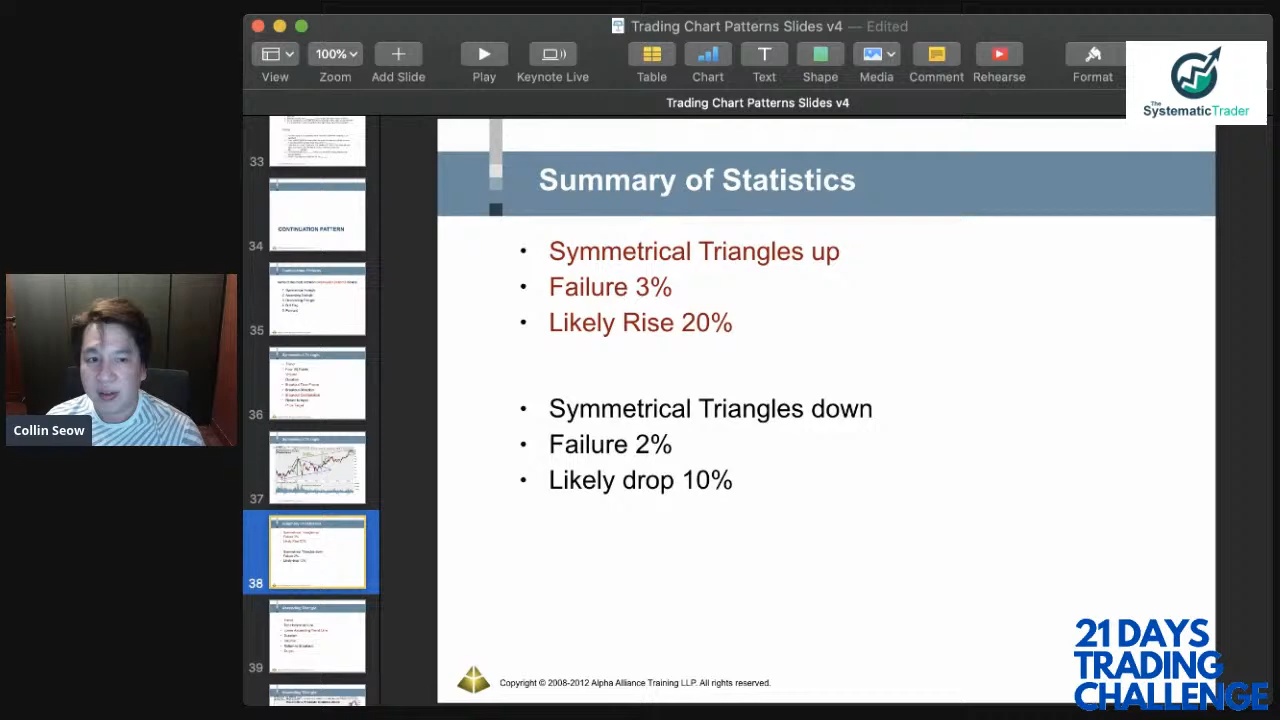 Trading Chart Patterns Slides v4 — Edited
100%
View
Zoom
Add Slide
Play
Keynote Live
Table
Chart
Text
Shape
Media
Comment
Rehearse
Format
The
SystematicTrader
Trading Chart Patterns Slides v4
33
CONTINUATION PATTERN
34
35
36
37
38
39
Summary of Statistics
• Symmetrical Triangles up
• Failure 3%
• Likely Rise 20%
• Symmetrical Triangles down
• Failure 2%
• Likely drop 10%
Copyright © 2008-2012 Alpha Alliance Training LLP. All rights reserved.
Collin Seow
21 DAYS
TRADING
CHALLENGE